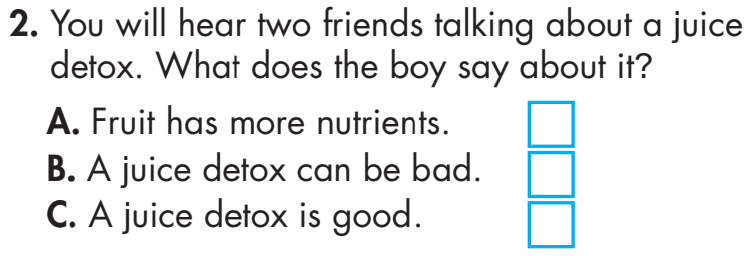 2. You will hear two friends talking about a juice
detox. What does the boy say about it?
A. Fruit has more nutrients.
B. A juice detox can be bad.
C. A juice detox is good.